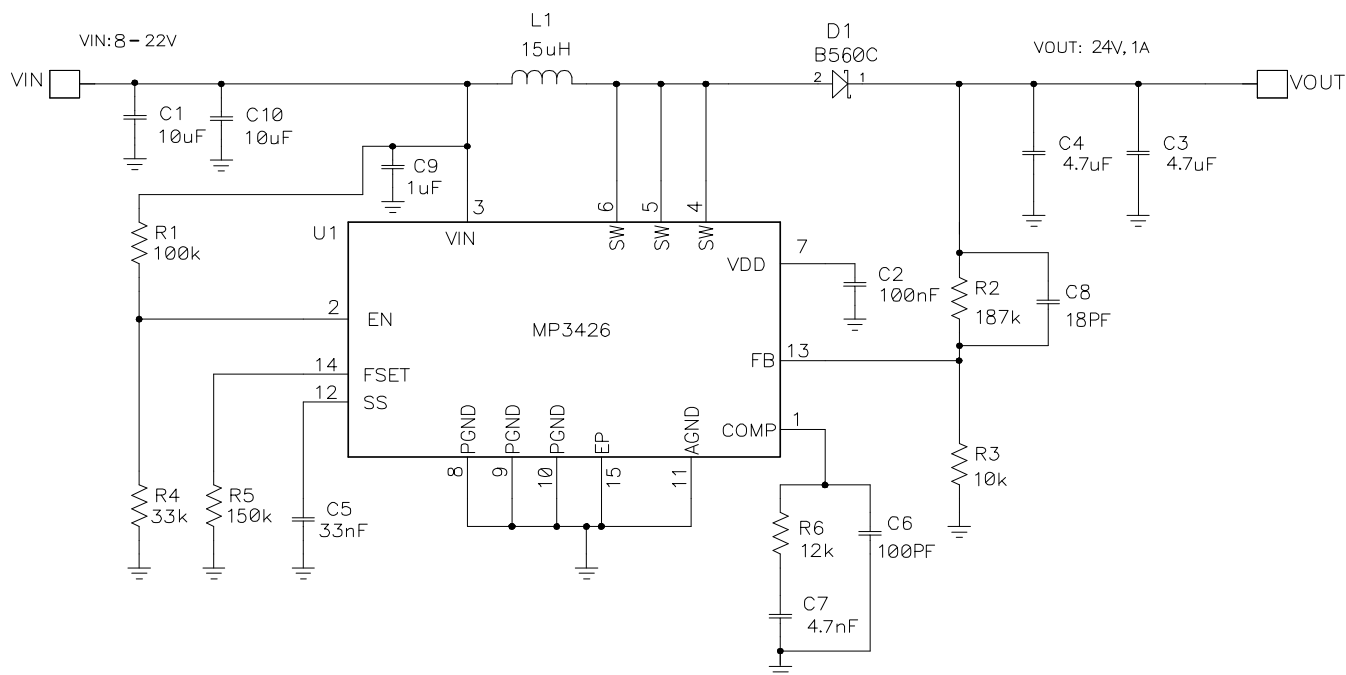 L1
15uH
VIN:8-22V
D1
B560C
VOUT: 24V, 1A
VIN
2
1
VOUT
C1
10uF
C10
10uF
C9
1uF
C4
4.7uF
C3
4.7uF
3
6
5
4
U1
VIN
SW
SW
SW
R1
100k
7
VDD
C2
100nF
R2
187k
C8
18PF
2
EN
MP3426
13
FB
14
FSET
12
SS
PGND
PGND
PGND
EP
AGND
COMP
1
8
9
10
15
11
R3
10k
R4
33k
R5
150k
C5
33nF
R6
12k
C6
100PF
C7
4.7nF